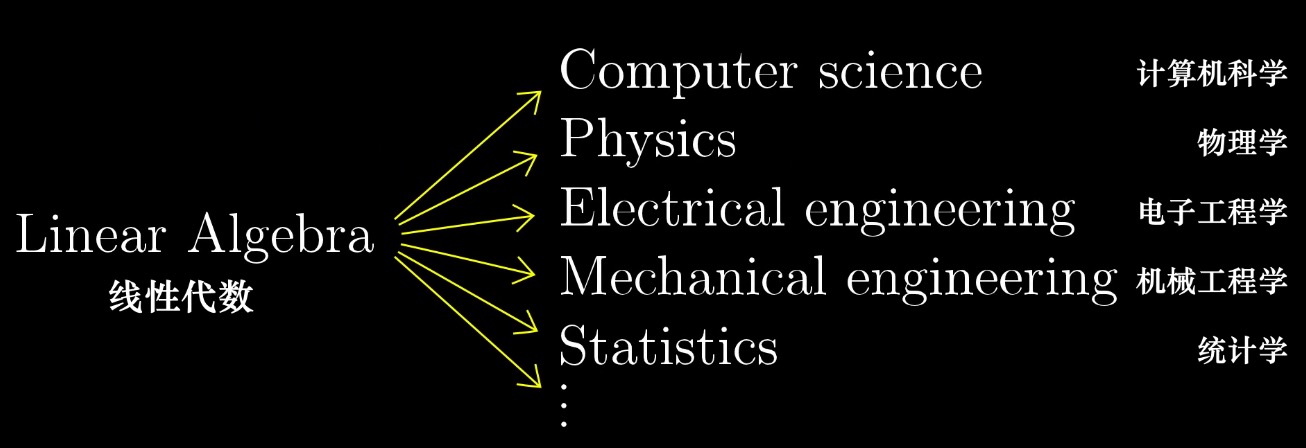 Computer science 计算机科学
Physics 物理学
Electrical engineering 电子工程学
Linear Algebra
线性代数
Mechanical engineering 机械工程学
Statistics 统计学
⋮